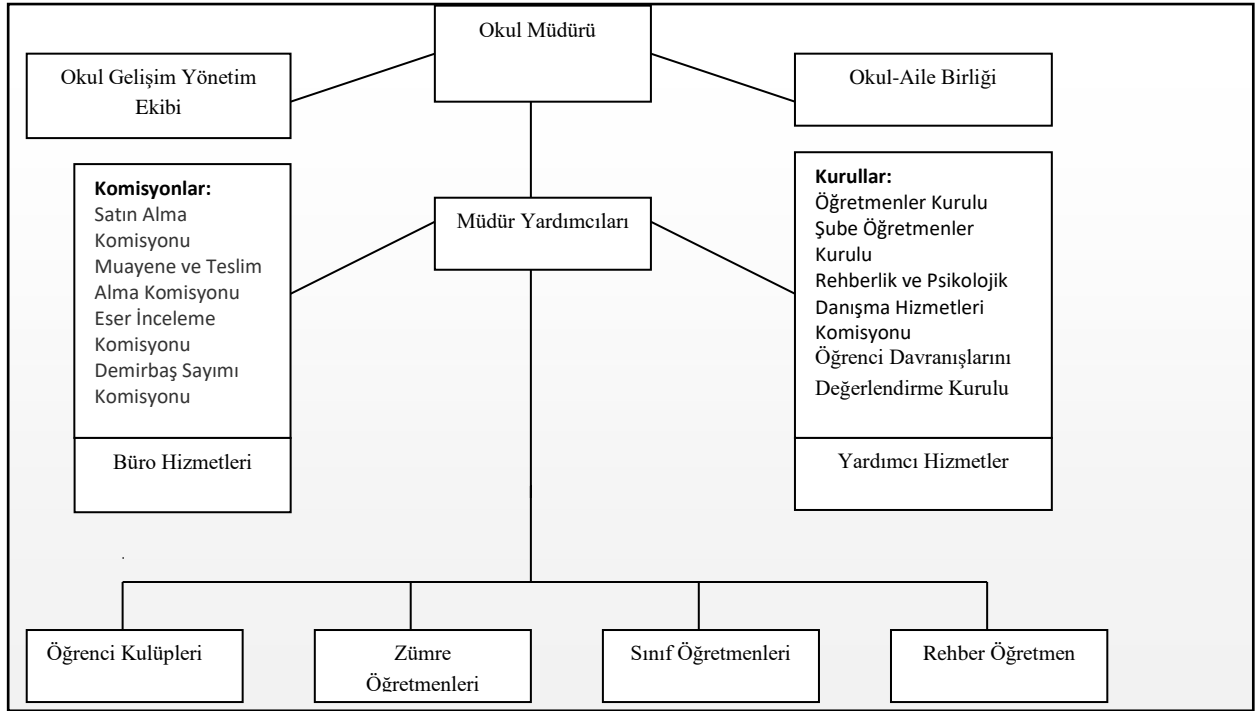 Okul Müdürü
Okul Gelişim Yönetim
Ekibi
Okul-Aile Birliği
Komisyonlar:
Satın Alma
Komisyonu
Muayene ve Teslim
Alma Komisyonu
Eser İnceleme
Komisyonu
Demirbaş Sayımı
Komisyonu
Müdür Yardımcıları
Kurullar:
Öğretmenler Kurulu
Şube Öğretmenler
Kurulu
Rehberlik ve Psikolojik
Danışma Hizmetleri
Komisyonu
Öğrenci Davranışlarını
Değerlendirme Kurulu
Büro Hizmetleri
Yardımcı Hizmetler
Öğrenci Kulüpleri
Zümre
Öğretmenleri
Sınıf Öğretmenleri
Rehber Öğretmen